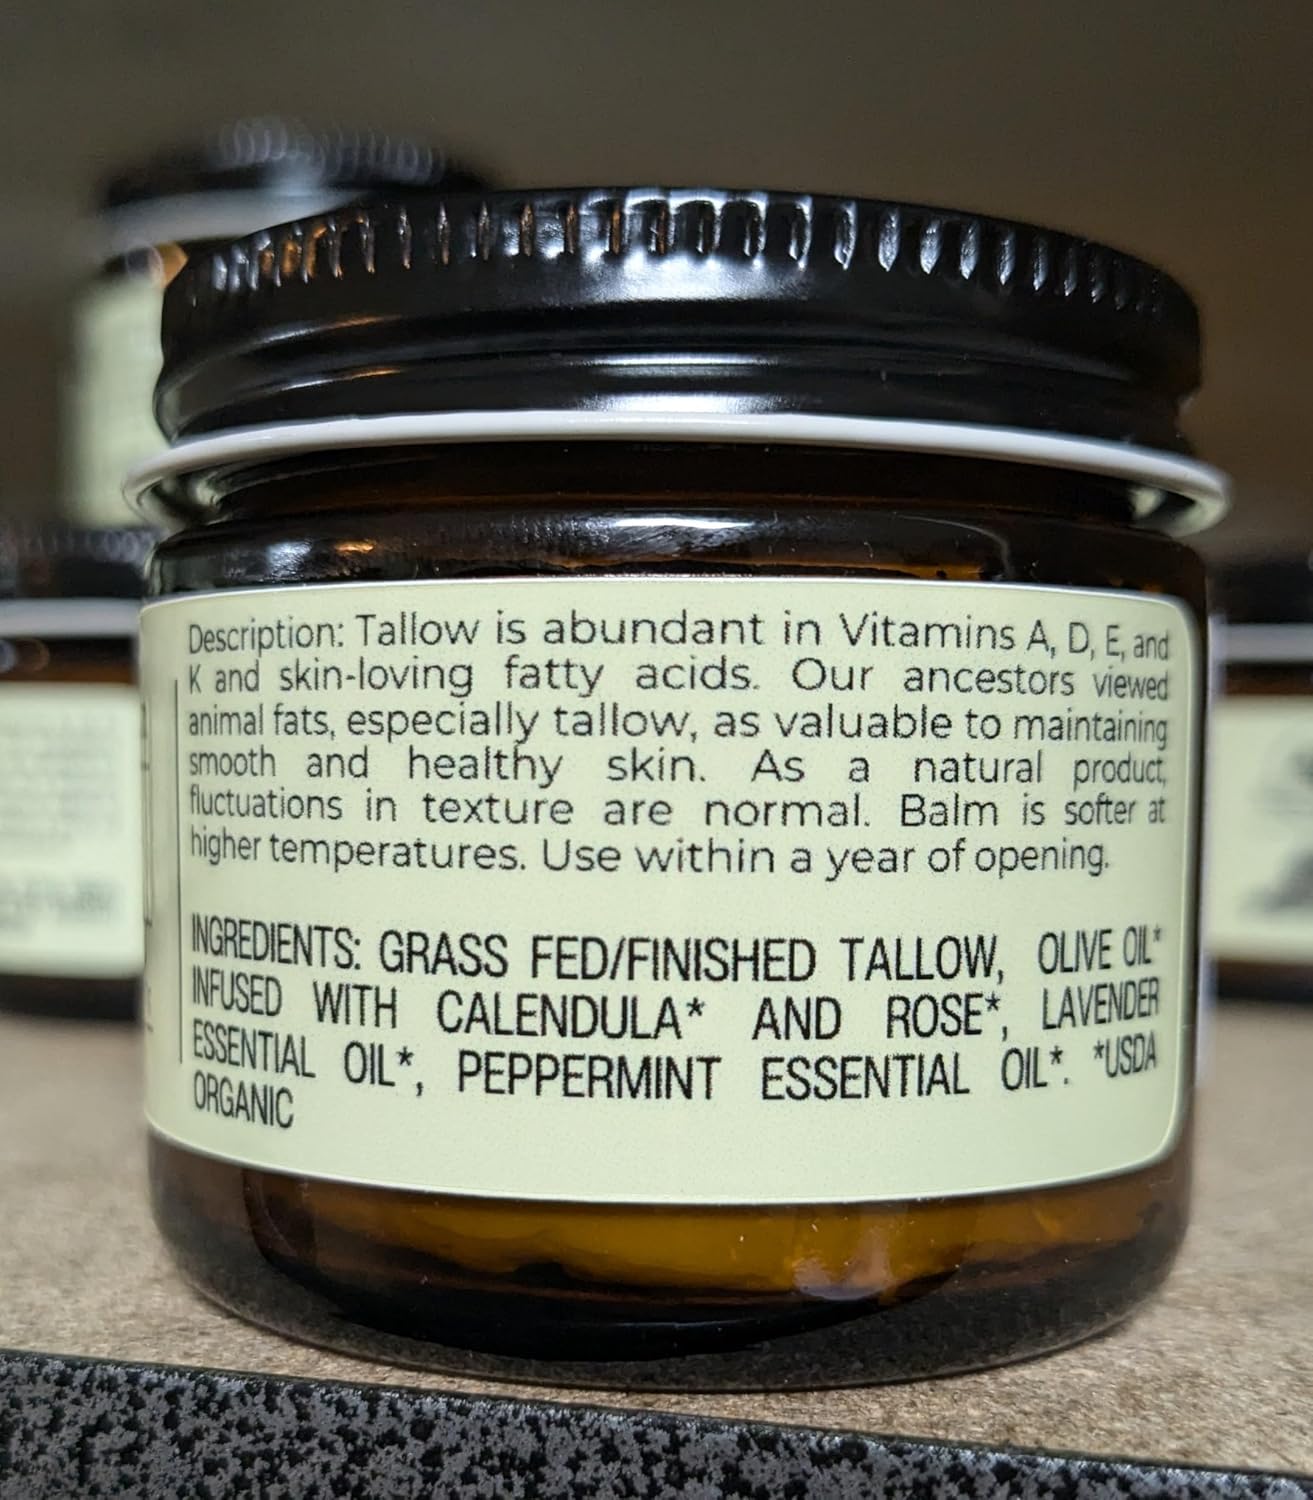 Description: Tallow is abundant in Vitamins A, D, E, and
K and skin-loving fatty acids. Our ancestors viewed
animal fats, especially tallow, as valuable to maintaining
smooth and healthy skin. As a natural product,
fluctuations in texture are normal. Balm is softer at
higher temperatures. Use within a year of opening.
INGREDIENTS: GRASS FED/FINISHED TALLOW, OLIVE OIL*
INFUSED WITH CALENDULA* AND ROSE*, LAVENDER
ESSENTIAL OIL*, PEPPERMINT ESSENTIAL OIL*. *USDA
ORGANIC